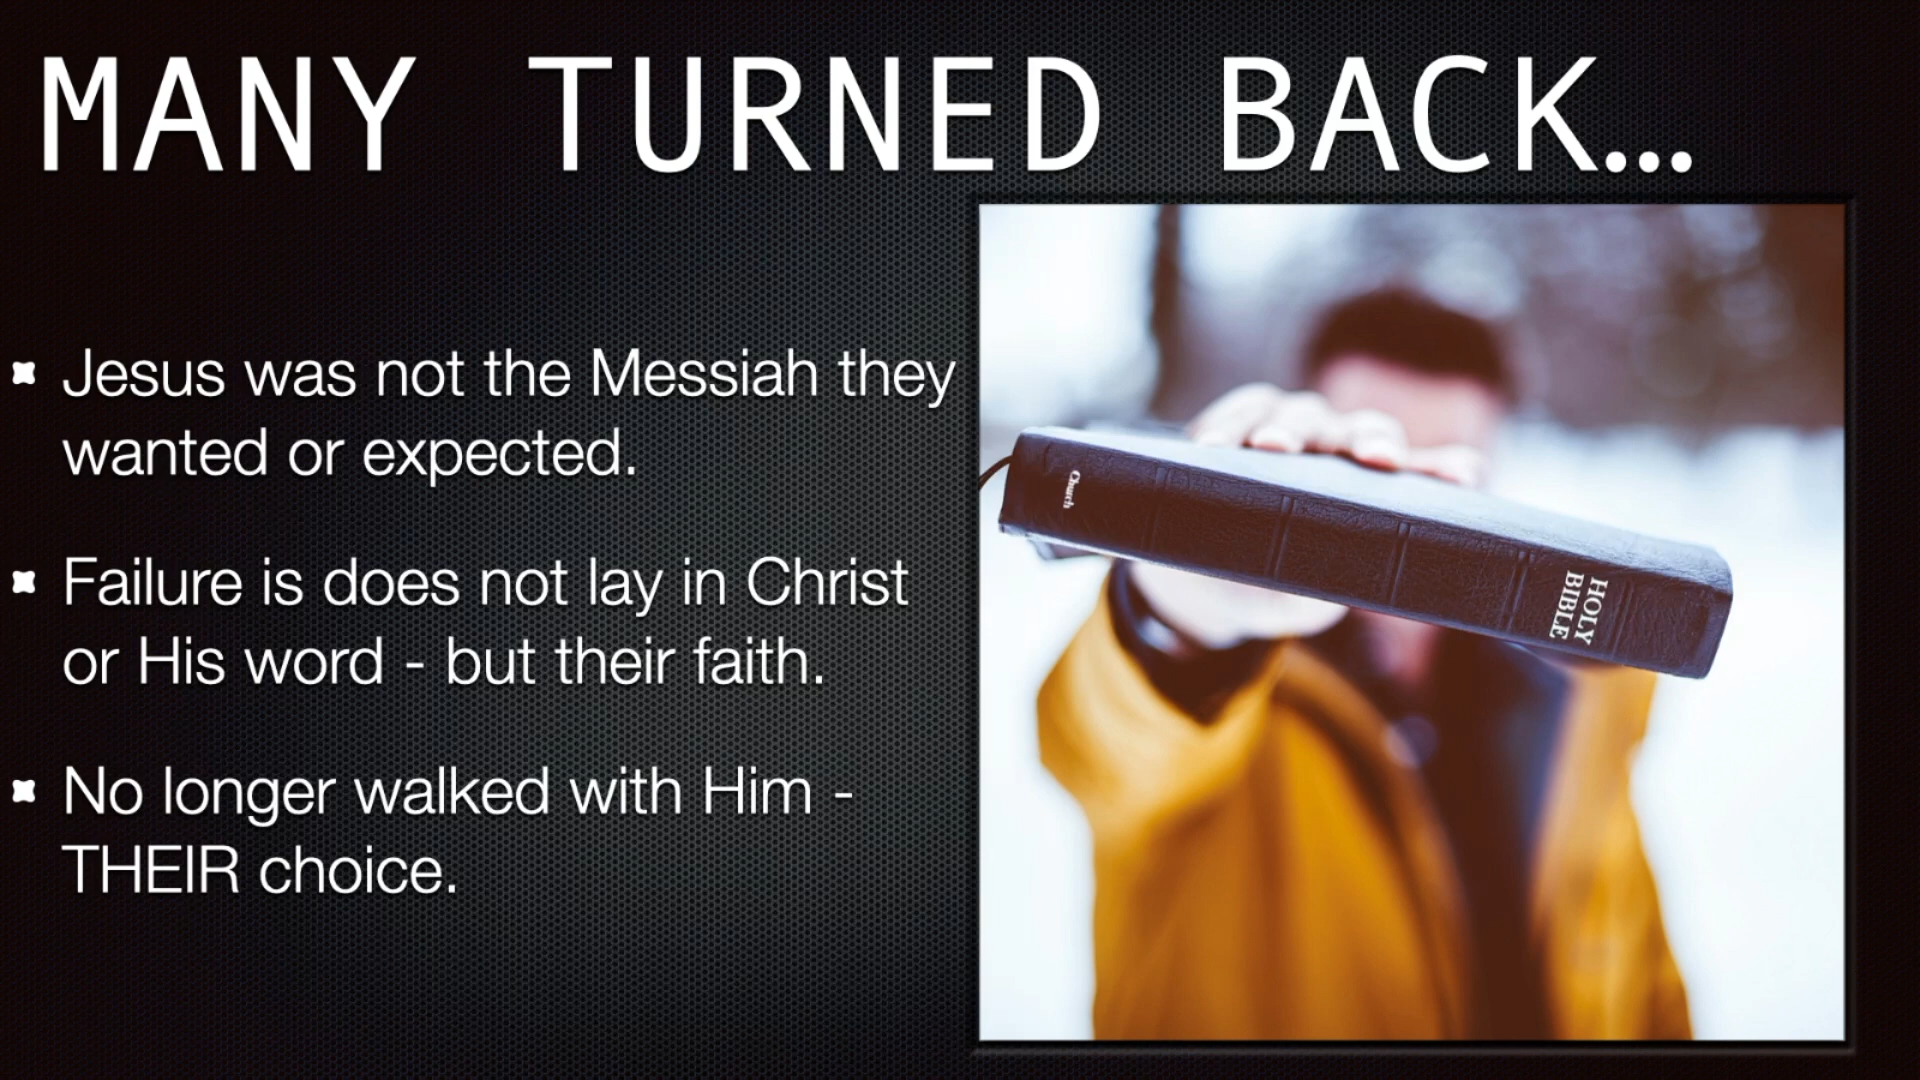 MANY TURNED BACK...
Jesus was not the Messiah they
wanted or expected.
Failure is does not lay in Christ
or His word - but their faith.
No longer walked with Him -
THEIR choice.
Church
HOLY
BIBLE